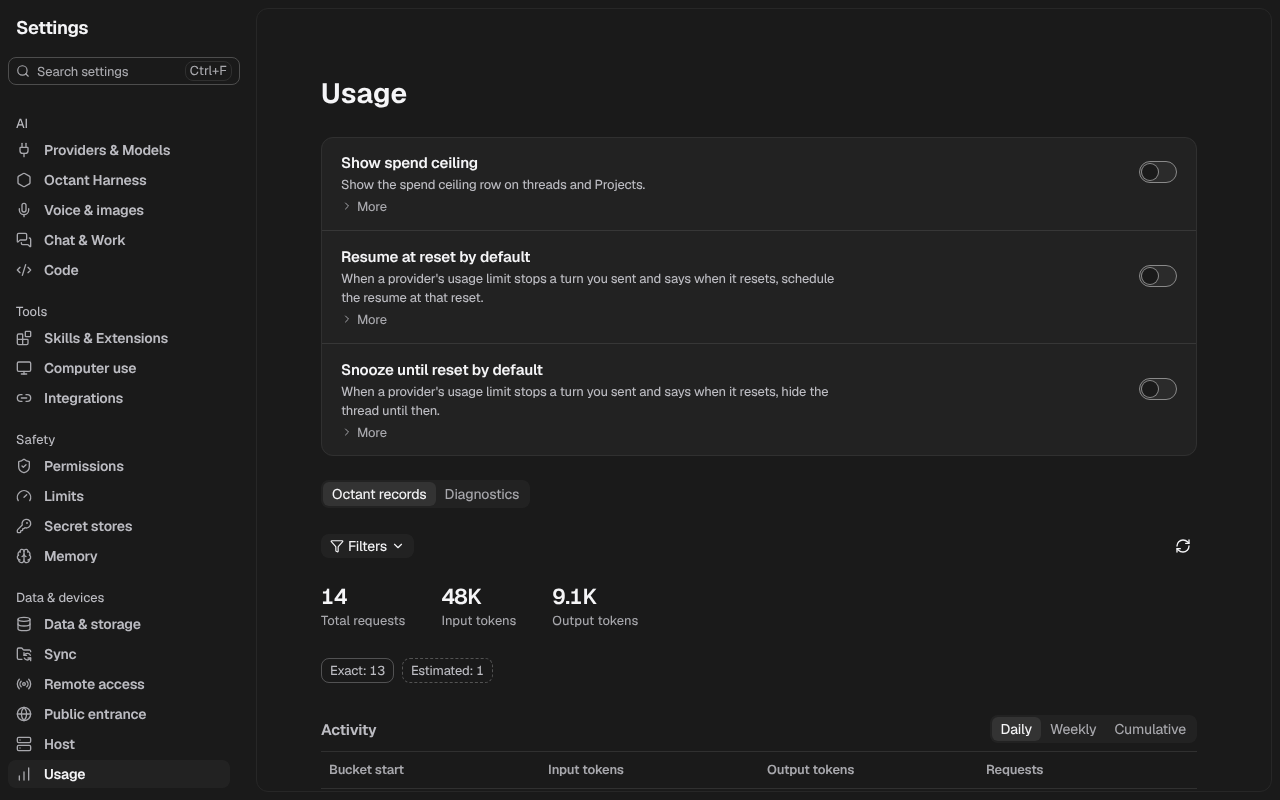 Settings
Search settings
Ctrl+F
AI
Providers & Models
Octant Harness
Voice & images
Chat & Work
Code
Tools
Skills & Extensions
Computer use
Integrations
Safety
Permissions
Limits
Secret stores
Memory
Data & devices
Data & storage
Sync
Remote access
Public entrance
Host
Usage
Usage
Show spend ceiling
Show the spend ceiling row on threads and Projects.
More
Resume at reset by default
When a provider's usage limit stops a turn you sent and says when it resets, schedule
the resume at that reset.
More
Snooze until reset by default
When a provider's usage limit stops a turn you sent and says when it resets, hide the
thread until then.
More
Octant records
Diagnostics
Filters
14
48K
9.1K
Total requests
Input tokens
Output tokens
Exact: 13
Estimated: 1
Activity
Daily
Weekly
Cumulative
Bucket start
Input tokens
Output tokens
Requests